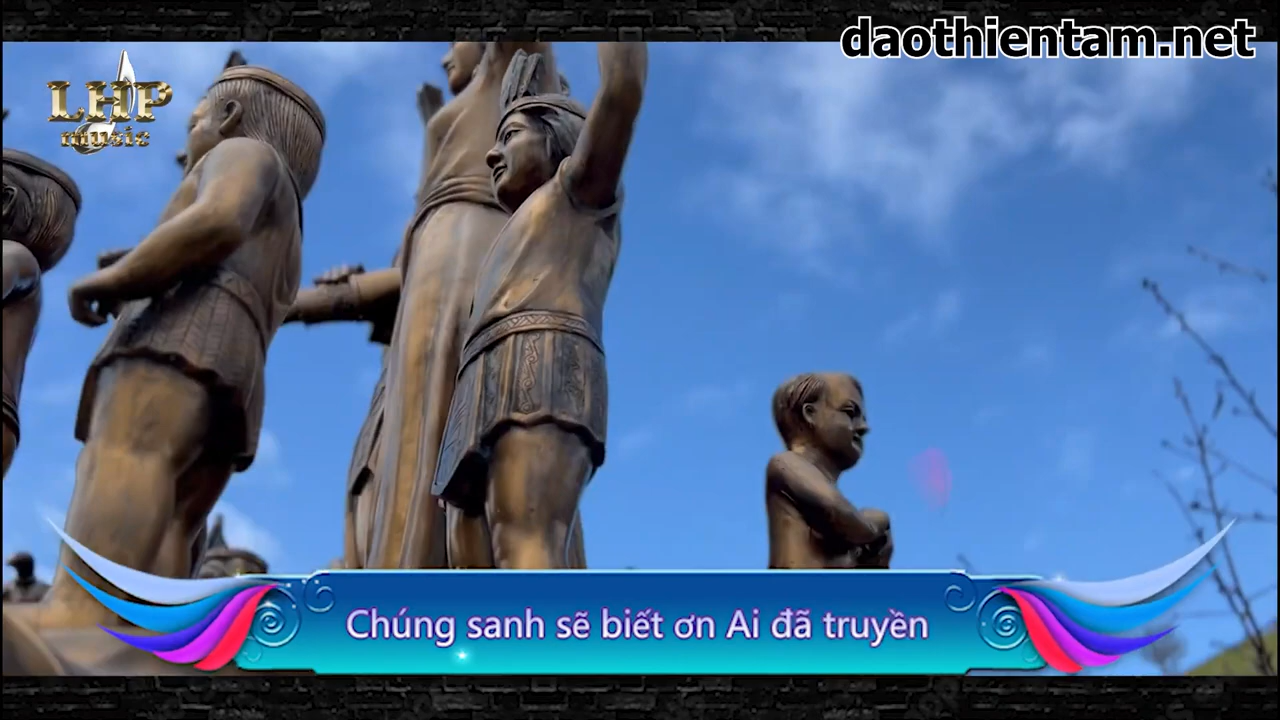 daothientam.net
LHP
music
Chúng sanh sẽ biết ơn Ai đã truyền